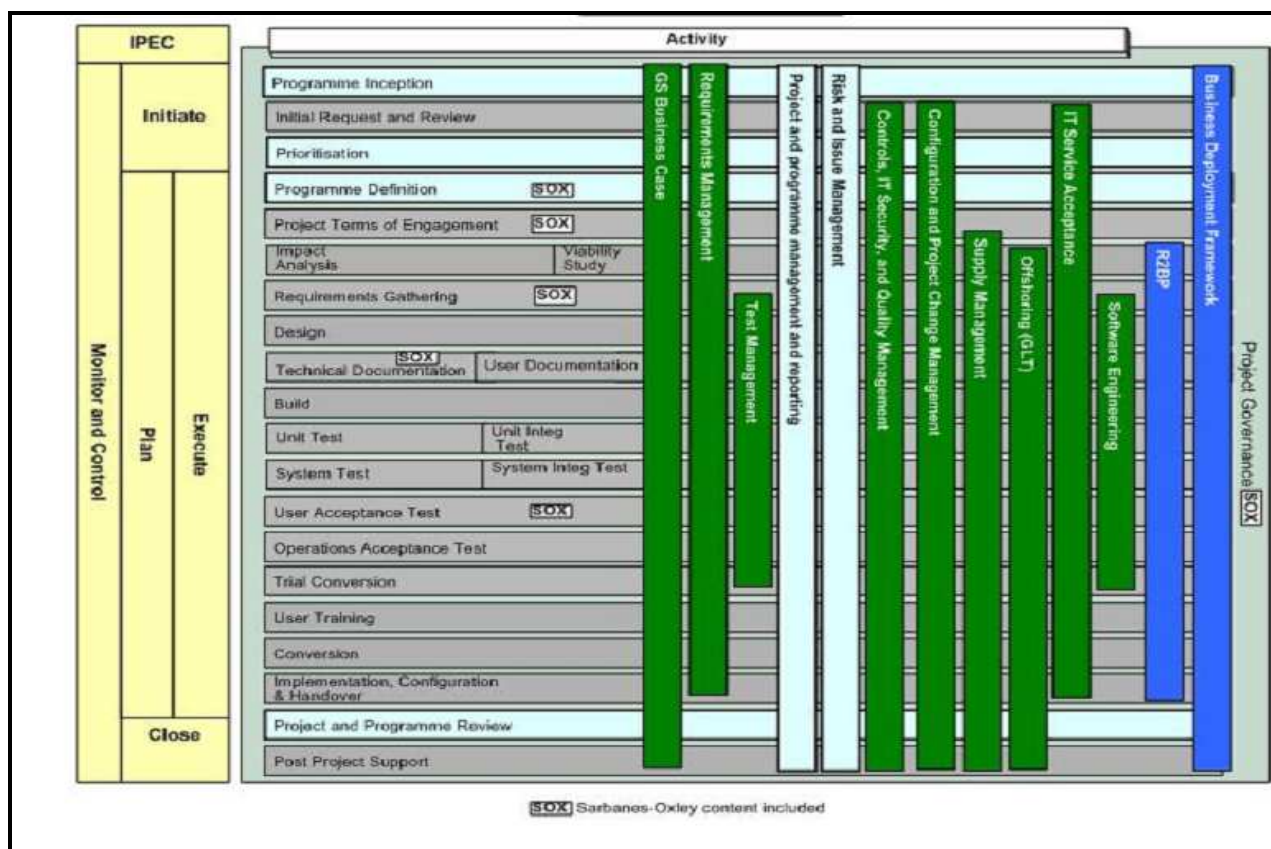 IPEC
Activity
Initiate
Monitor and Control
Plan
Execute
Close
Programme Inception
Initial Request and Review
Prioritisation
Programme Definition SOX
Project Terms of Engagement SOX
Impact
Analysis
Viability
Study
Requirements Gathering SOX
Design
SOX
Technical Documentation
User Documentation
Build
Unit Test
Unit Integ
Test
System Test
System Integ Test
User Acceptance Test SOX
Operations Acceptance Test
Trial Conversion
User Training
Conversion
Implementation, Configuration
& Handover
Project and Programme Review
Post Project Support
GS Business Case
Requirements Management
Test Management
Project and programme management and reporting
Risk and Issue Management
Controls, IT Security, and Quality Management
Configuration and Project Change Management
Supply Management
Offshoring (GLT)
IT Service Acceptance
Software Engineering
R2BP
Business Deployment Framework
Project Governance SOX
SOX Sarbanes-Oxley content included